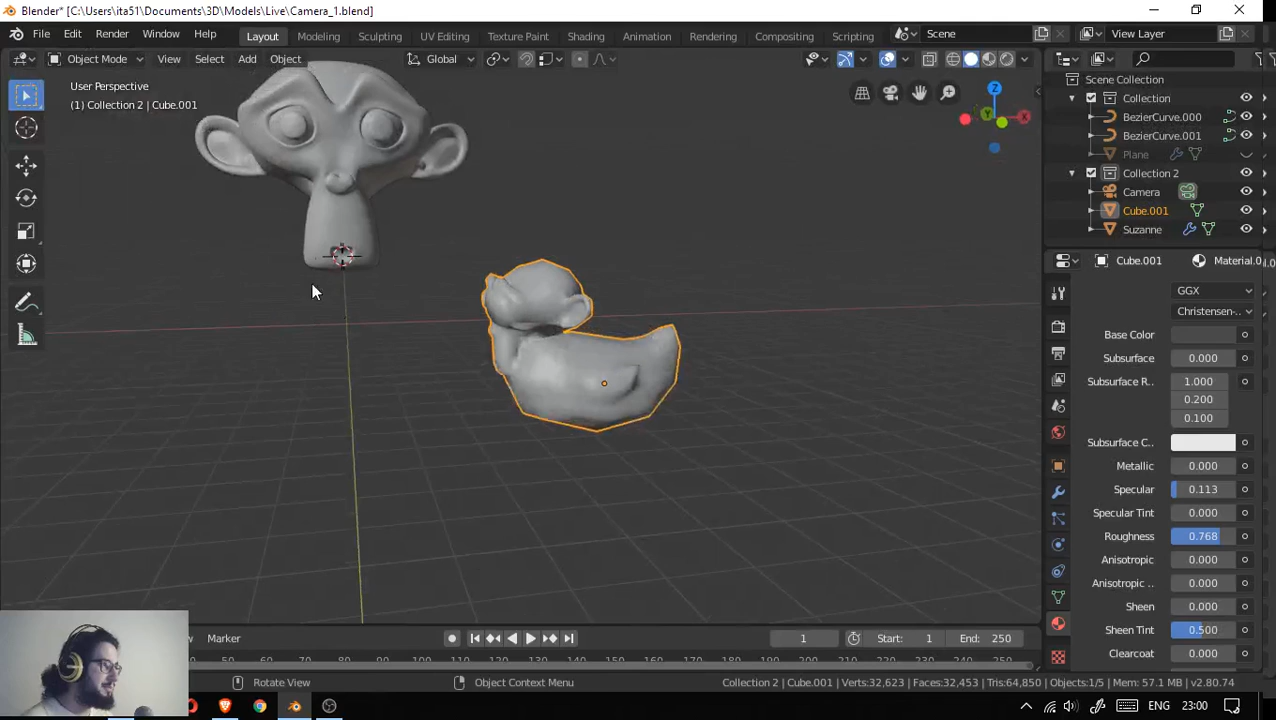 Blender* [C:\Users\ita51\Documents\3D\Models\Live\Camera_1.blend]
File Edit Render Window Help Layout Modeling Sculpting UV Editing Texture Paint Shading Animation Rendering Compositing Scripting Scene View Layer
Object Mode View Select Add Object Global
User Perspective
(1) Collection 2 | Cube.001
Z
X
Y
Scene Collection
Collection
BezierCurve.000
BezierCurve.001
Plane
Collection 2
Camera
Cube.001
Suzanne
Cube.001 Material.0
GGX
Christensen-..
Base Color
Subsurface 0.000
Subsurface R.. 1.000
0.200
0.100
Subsurface C..
Metallic 0.000
Specular 0.113
Specular Tint 0.000
Roughness 0.768
Anisotropic 0.000
Anisotropic .. 0.000
Sheen 0.000
Sheen Tint 0.500
Clearcoat 0.000
Marker 1 Start: 1 End: 250
50 60 70 80 90 100 110 120 130 140 150 160 170 180 190 200 210 220 230 240 250
Rotate View Object Context Menu Collection 2 | Cube.001 | Verts:32,623 | Faces:32,453 | Tris:64,850 | Objects:1/5 | Mem: 57.1 MB | v2.80.74
ENG 23:00